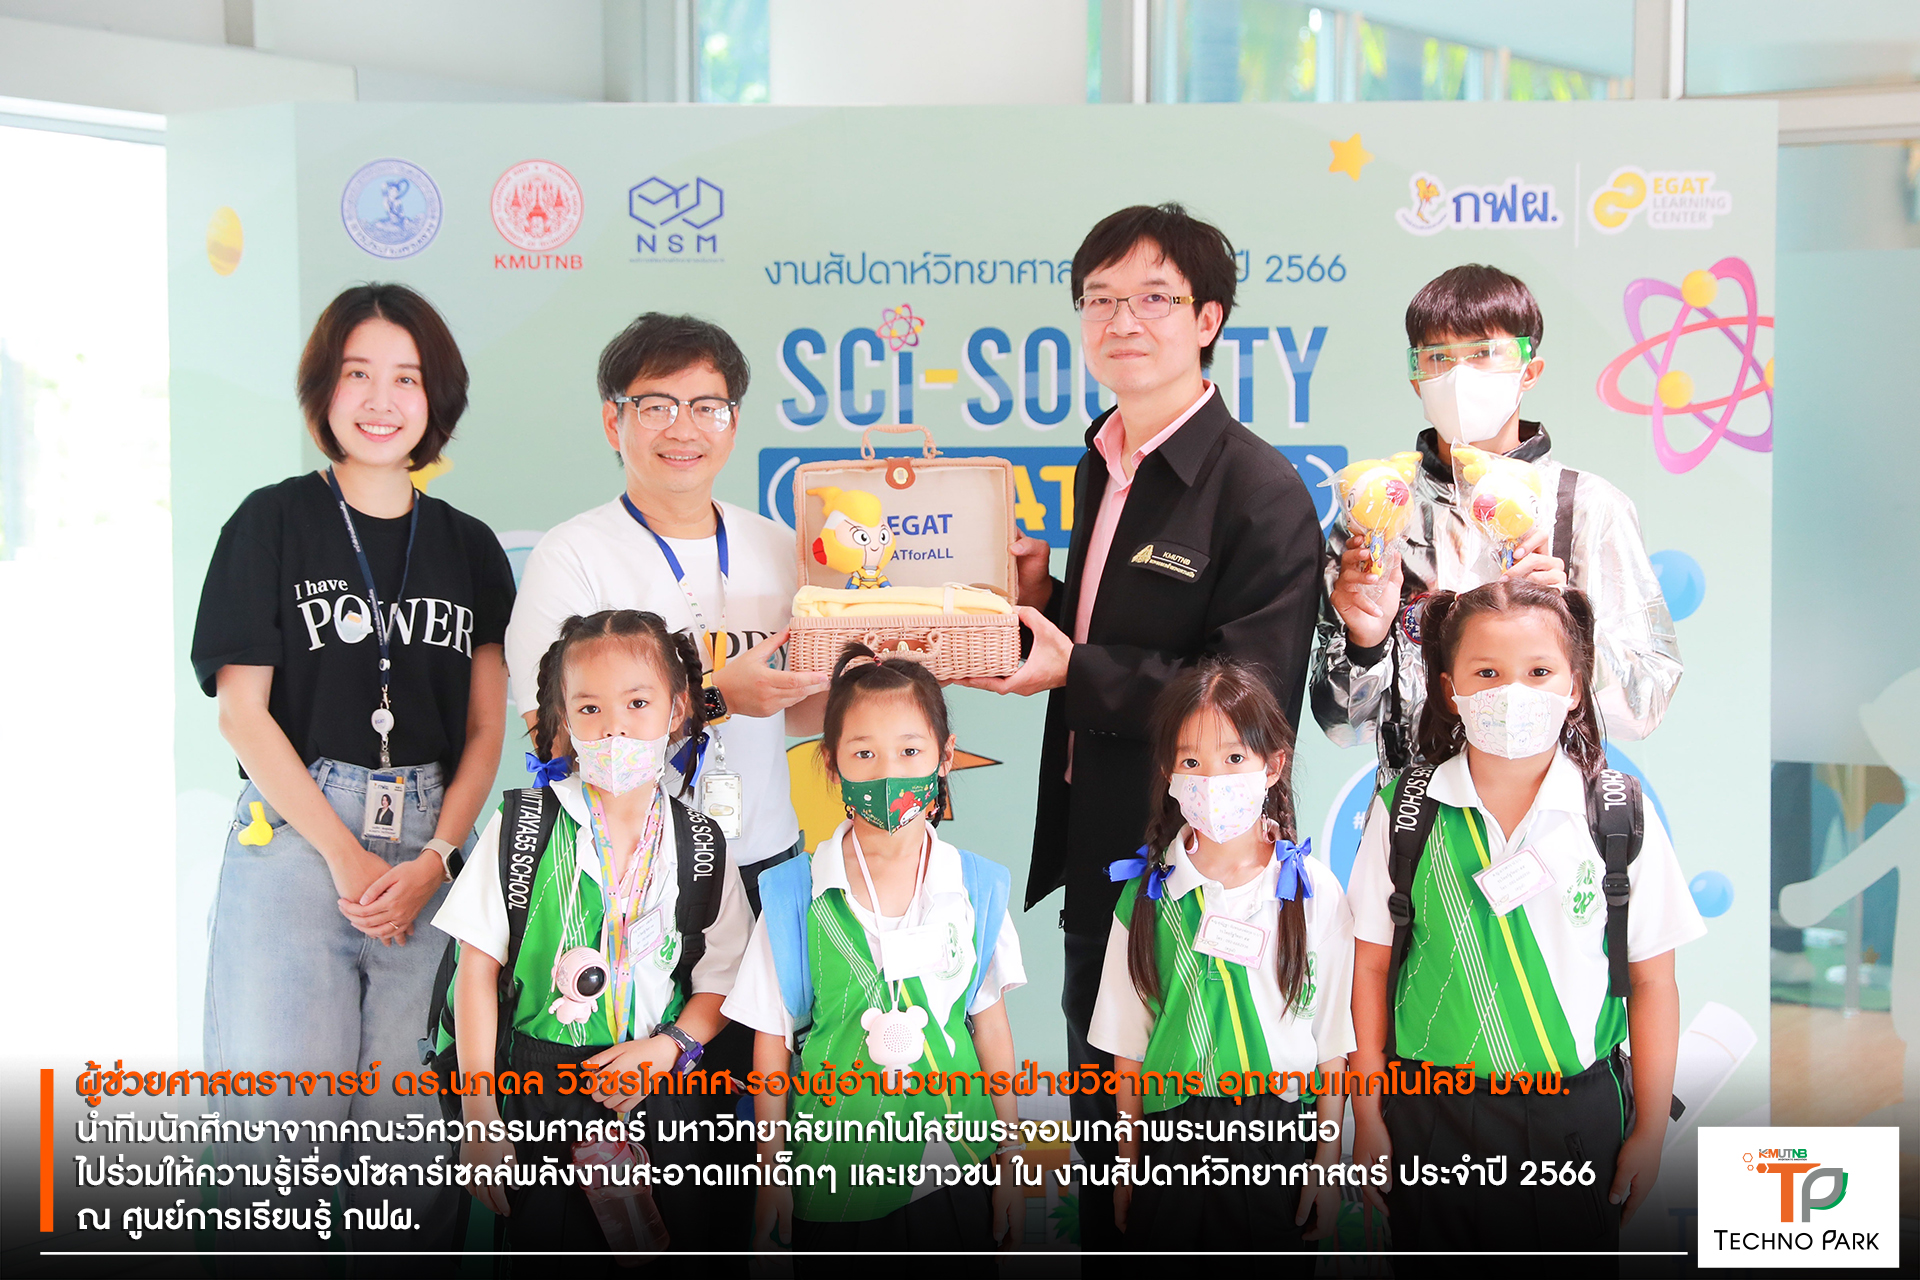 KMUTNB
NSM
กฟผ.
EGAT
LEARNING
CENTER
งานสัปดาห์วิทยาศาส ปี 2566
SCi-SOC TY
I have
POWER
EGAT
ATforALL
KMUTNB
EGAT
WITTAYA55 SCHOOL
55 SCHOOL
55 SCHOOL
SCHOOL
ผู้ช่วยศาสตราจารย์ ดร.นภดล วิวัชรโกเศศ รองผู้อำนวยการฝ่ายวิชาการ อุทยานเทคโนโลยี มจพ.
นำทีมนักศึกษาจากคณะวิศวกรรมศาสตร์ มหาวิทยาลัยเทคโนโลยีพระจอมเกล้าพระนครเหนือ
ไปร่วมให้ความรู้เรื่องโซลาร์เซลล์พลังงานสะอาดแก่เด็กๆ และเยาวชน ใน งานสัปดาห์วิทยาศาสตร์ ประจำปี 2566
ณ ศูนย์การเรียนรู้ กฟผ.
KMUTNB
TP
TECHNO PARK